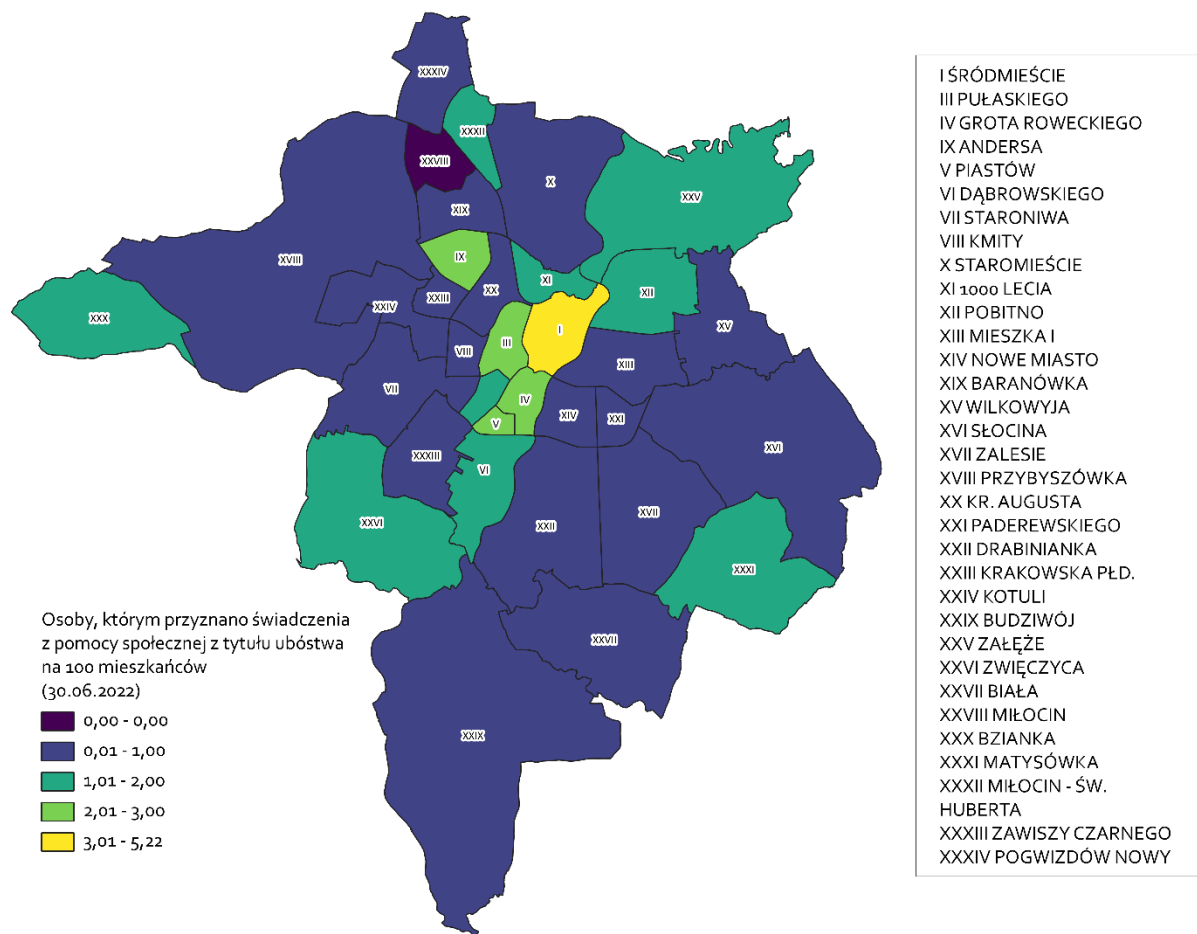 XXXIV
XXXII
XXVIII
X
XXV
XIX
IX
XVIII
XI
XX
XII
XXIII
XXIV
XXX
I
XV
III
VIII
XIII
VII
IV
XIV
XXI
V
XVI
XXXIII
VI
XXVI
XXII
XVII
XXXI
XXVII
XXIX
Osoby, którym przyznano świadczenia
z pomocy społecznej z tytułu ubóstwa
na 100 mieszkańców
(30.06.2022)
0,00 - 0,00
0,01 - 1,00
1,01 - 2,00
2,01 - 3,00
3,01 - 5,22
I ŚRÓDMIEŚCIE
III PUŁASKIEGO
IV GROTA ROWECKIEGO
IX ANDERSA
V PIASTÓW
VI DĄBROWSKIEGO
VII STARONIWA
VIII KMITY
X STAROMIEŚCIE
XI 1000 LECIA
XII POBITNO
XIII MIESZKA I
XIV NOWE MIASTO
XIX BARANÓWKA
XV WILKOWYJA
XVI SŁOCINA
XVII ZALESIE
XVIII PRZYBYSZÓWKA
XX KR. AUGUSTA
XXI PADEREWSKIEGO
XXII DRABINIANKA
XXIII KRAKOWSKA PŁD.
XXIV KOTULI
XXIX BUDZIWÓJ
XXV ZAŁĘŻE
XXVI ZWIĘCZYCA
XXVII BIAŁA
XXVIII MIŁOCIN
XXX BZIANKA
XXXI MATYSÓWKA
XXXII MIŁOCIN - ŚW.
HUBERTA
XXXIII ZAWISZY CZARNEGO
XXXIV POGWIZDÓW NOWY